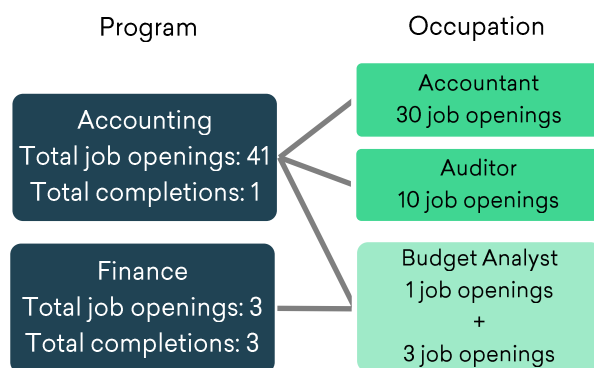 Program
Occupation
Accounting
Total job openings: 41
Total completions: 1
Accountant
30 job openings
Auditor
10 job openings
Finance
Total job openings: 3
Total completions: 3
Budget Analyst
1 job openings
+
3 job openings